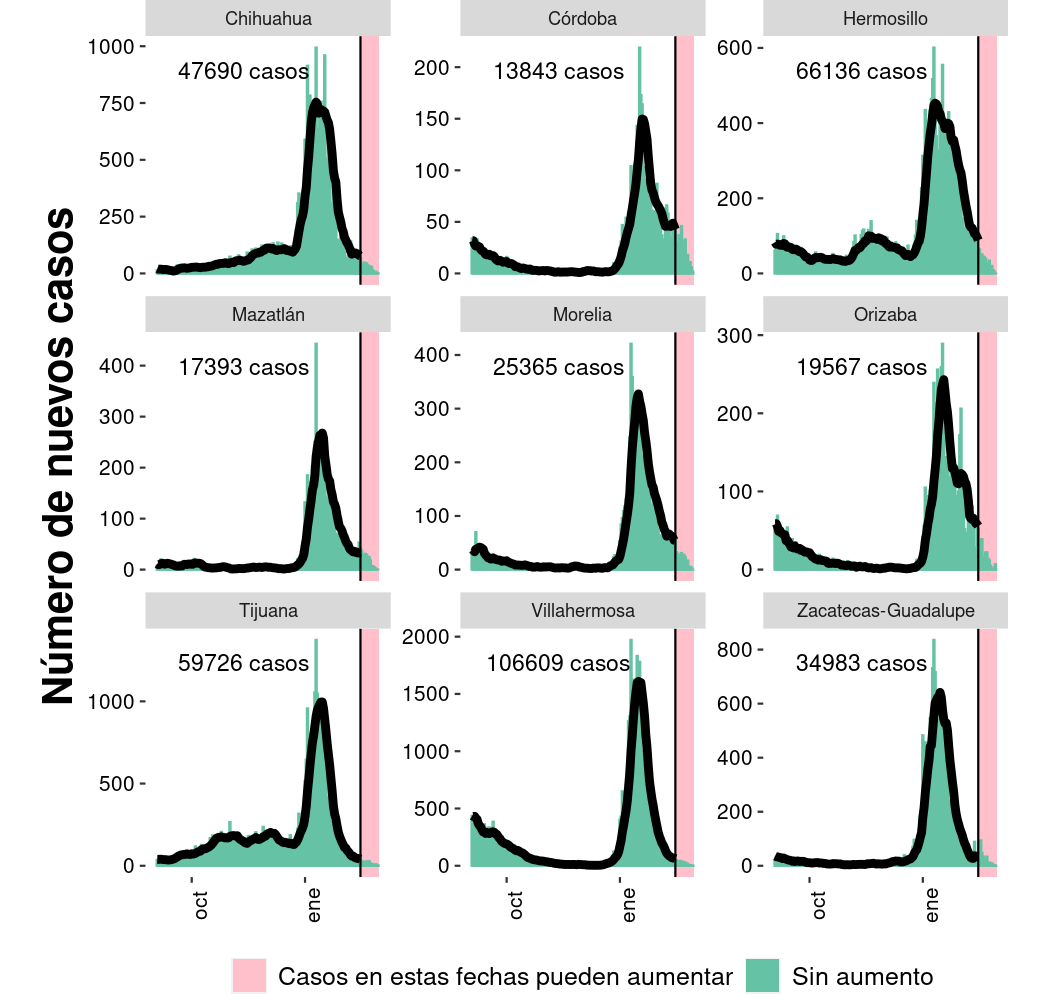 Número de nuevos casos
Chihuahua
47690 casos
1000
750
500
250
0
Córdoba
13843 casos
200
150
100
50
0
Hermosillo
66136 casos
600
400
200
0
Mazatlán
17393 casos
400
300
200
100
0
Morelia
25365 casos
400
300
200
100
0
Orizaba
19567 casos
300
200
100
0
Tijuana
59726 casos
1000
500
0
oct
ene
Villahermosa
106609 casos
2000
1500
1000
500
0
oct
ene
Zacatecas-Guadalupe
34983 casos
800
600
400
200
0
oct
ene
Casos en estas fechas pueden aumentar
Sin aumento